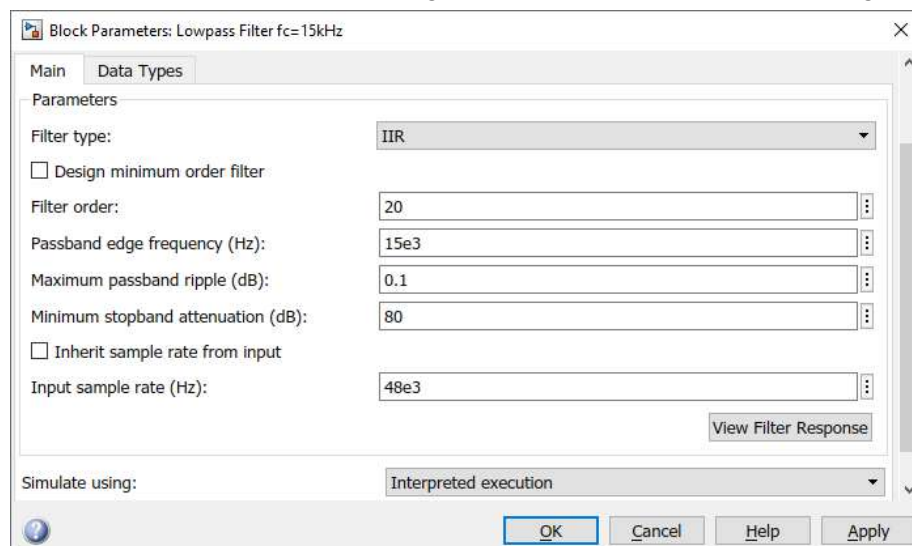 Block Parameters: Lowpass Filter fc=15kHz
Main Data Types
Parameters
Filter type: IIR
Design minimum order filter
Filter order: 20
Passband edge frequency (Hz): 15e3
Maximum passband ripple (dB): 0.1
Minimum stopband attenuation (dB): 80
Inherit sample rate from input
Input sample rate (Hz): 48e3
View Filter Response
Simulate using: Interpreted execution
OK Cancel Help Apply